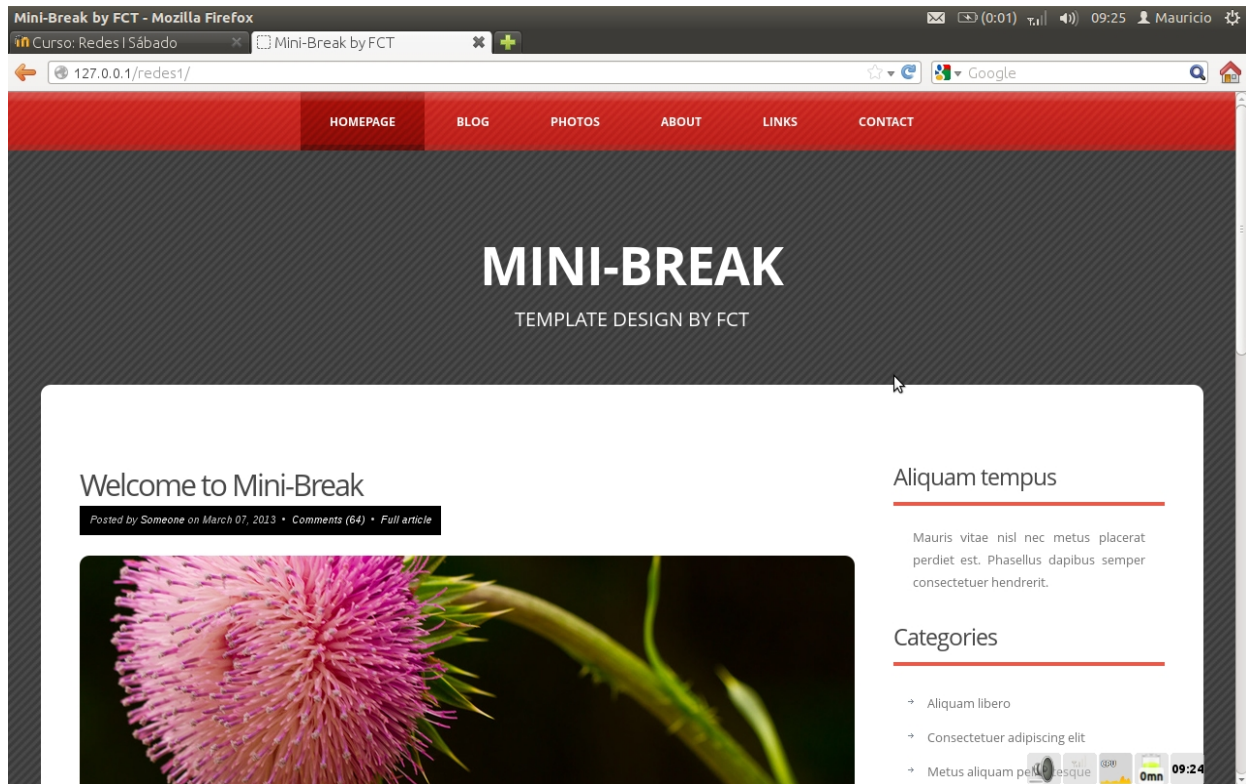 Mini-Break by FCT - Mozilla Firefox
(0:01) 09:25 Mauricio
Curso: Redes I Sábado
Mini-Break by FCT
127.0.0.1/redes1/
Google
HOMEPAGE BLOG PHOTOS ABOUT LINKS CONTACT
MINI-BREAK
TEMPLATE DESIGN BY FCT
Welcome to Mini-Break
Posted by Someone on March 07, 2013 • Comments (64) • Full article
Aliquam tempus
Mauris vitae nisl nec metus placerat
perdiet est. Phasellus dapibus semper
consectetuer hendrerit.
Categories
Aliquam libero
Consectetuer adipiscing elit
Metus aliquam
0mn
09:24